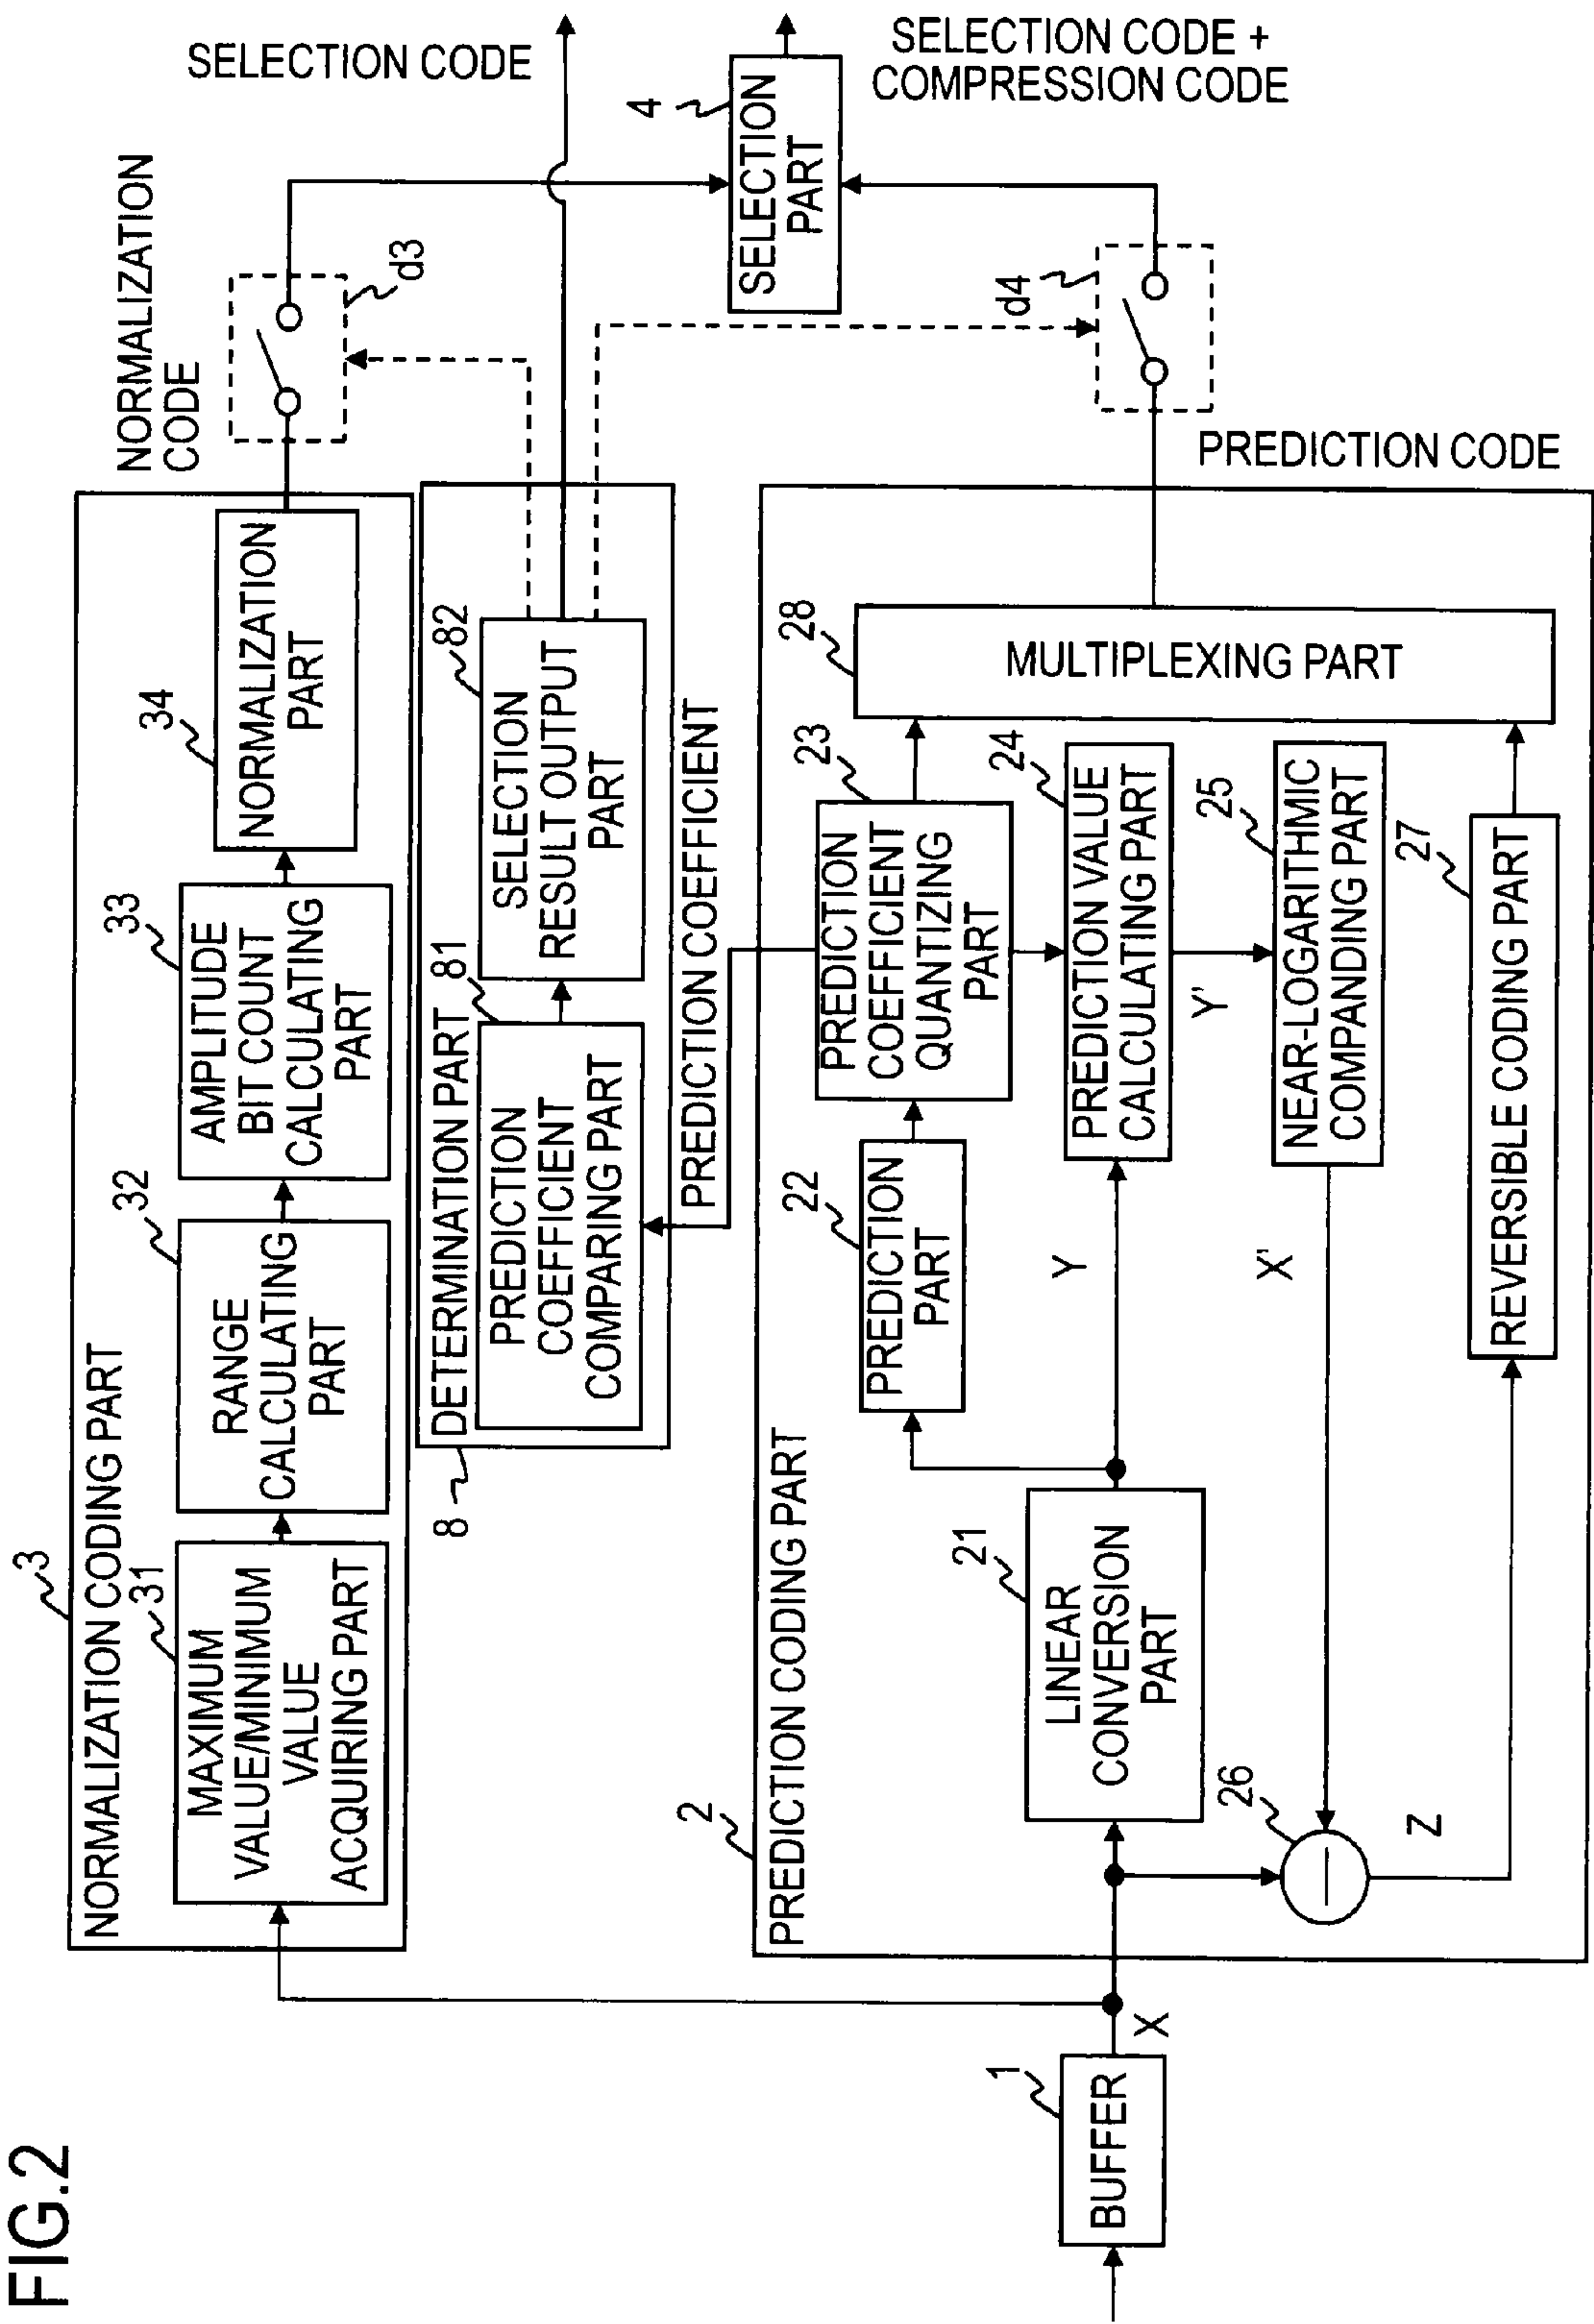 FIG.2
3
NORMALIZATION CODING PART
31
MAXIMUM
VALUE/MINIMUM
VALUE
ACQUIRING PART
32
RANGE
CALCULATING
PART
33
AMPLITUDE
BIT COUNT
CALCULATING
PART
34
NORMALIZATION
PART
NORMALIZATION
CODE
d3
SELECTION CODE
8
DETERMINATION PART
81
PREDICTION
COEFFICIENT
COMPARING PART
82
SELECTION
RESULT OUTPUT
PART
PREDICTION COEFFICIENT
4
SELECTION
PART
SELECTION CODE +
COMPRESSION CODE
d4
PREDICTION CODE
2
PREDICTION CODING PART
22
PREDICTION
PART
23
PREDICTION
COEFFICIENT
QUANTIZING
PART
28
MULTIPLEXING PART
1
BUFFER
X
21
LINEAR
CONVERSION
PART
Y
24
PREDICTION VALUE
CALCULATING PART
Y'
25
NEAR-LOGARITHMIC
COMPANDING PART
X'
26
—
Z
27
REVERSIBLE CODING PART